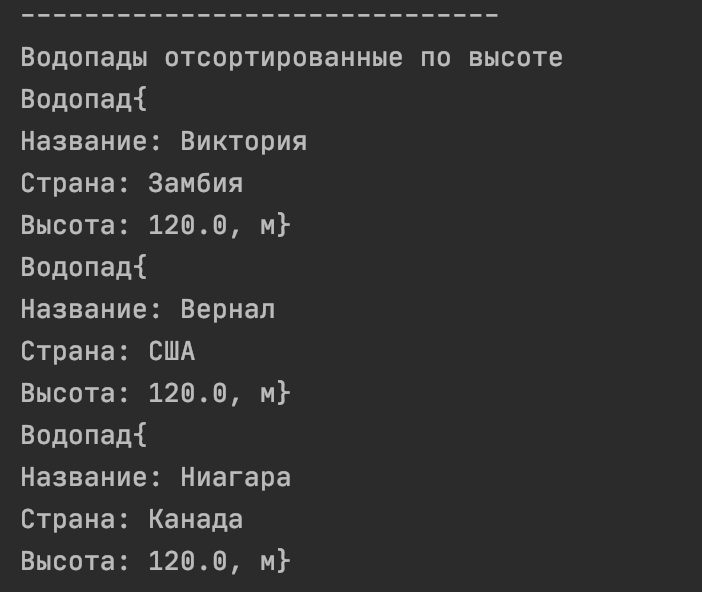 ------------------------------
Водопады отсортированные по высоте
Водопад{
Название: Виктория
Страна: Замбия
Высота: 120.0, м}
Водопад{
Название: Вернал
Страна: США
Высота: 120.0, м}
Водопад{
Название: Ниагара
Страна: Канада
Высота: 120.0, м}